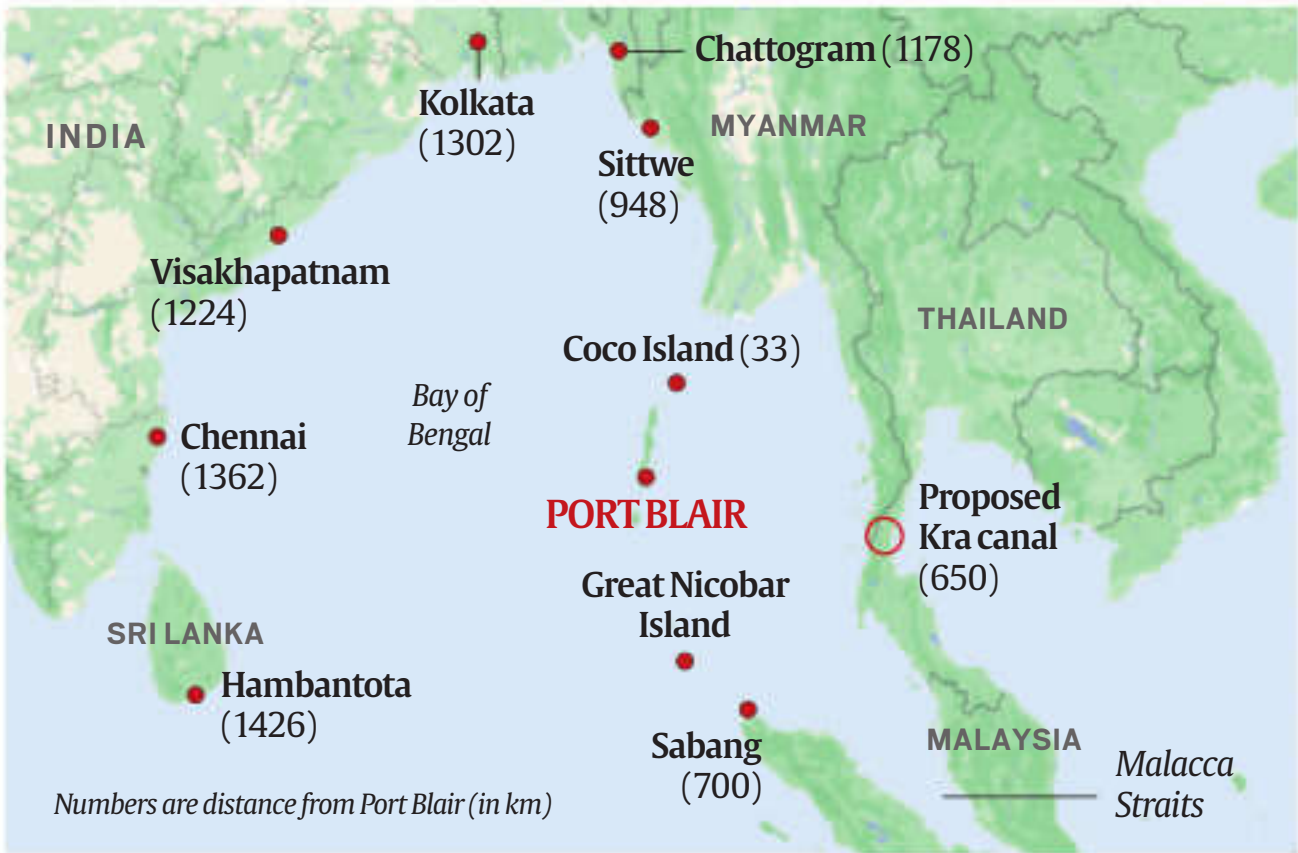 Chattogram (1178)
Kolkata
(1302)
INDIA
MYANMAR
Sittwe
(948)
Visakhapatnam
(1224)
THAILAND
Coco Island (33)
Bay of
Bengal
Chennai
(1362)
PORT BLAIR
Proposed
Kra canal
(650)
Great Nicobar
Island
SRI LANKA
Hambantota
(1426)
Sabang
(700)
MALAYSIA
Malacca
Straits
Numbers are distance from Port Blair (in km)